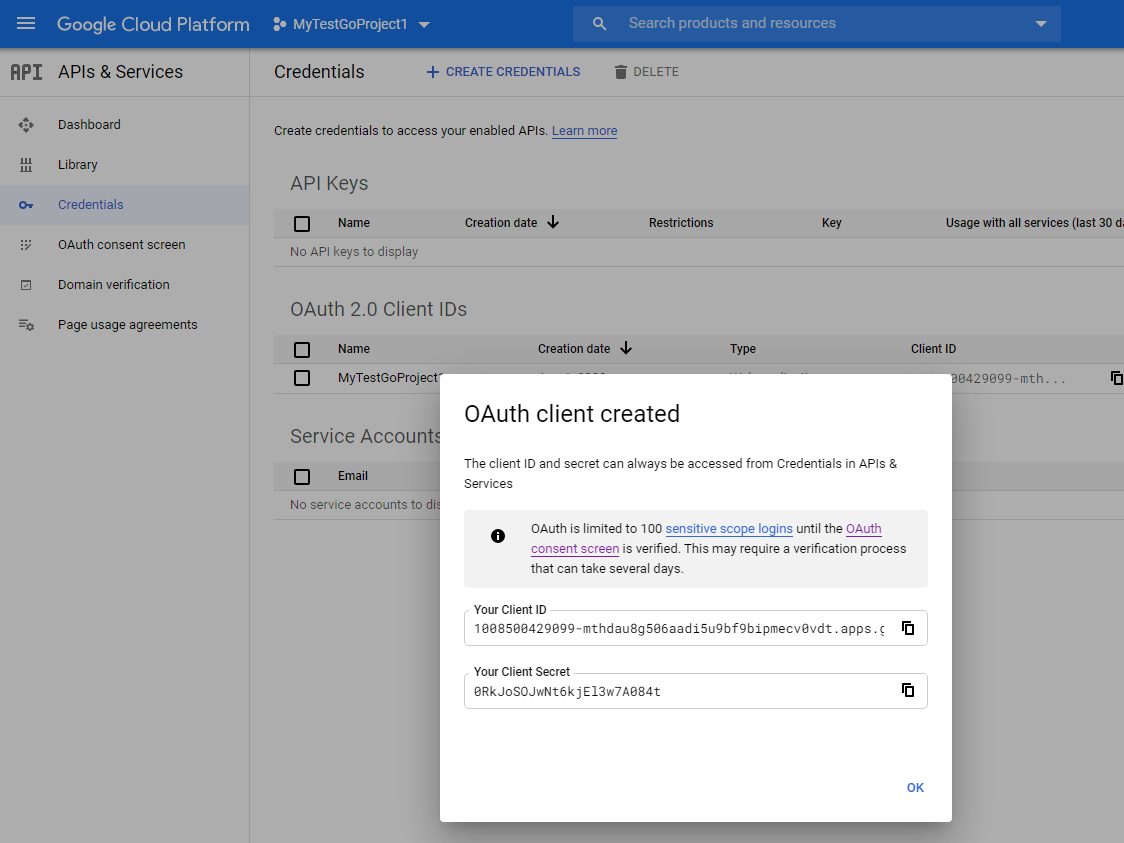 Google Cloud Platform
MyTestGoProject1
Search products and resources
API
APIs & Services
Credentials
CREATE CREDENTIALS
DELETE
Dashboard
Library
Credentials
OAuth consent screen
Domain verification
Page usage agreements
Create credentials to access your enabled APIs. Learn more
API Keys
Name Creation date Restrictions Key Usage with all services (last 30 da
No API keys to display
OAuth 2.0 Client IDs
Name Creation date Type Client ID
MyTestGoProject 00429099-mth...
Service Accounts
Email
No service accounts to dis
OAuth client created
The client ID and secret can always be accessed from Credentials in APIs &
Services
OAuth is limited to 100 sensitive scope logins until the OAuth
consent screen is verified. This may require a verification process
that can take several days.
Your Client ID
1008500429099-mthdau8g506aadi5u9bf9bipmecv0vdt.apps.g
Your Client Secret
0RkJoSOJwNt6kjEl3w7A084t
OK